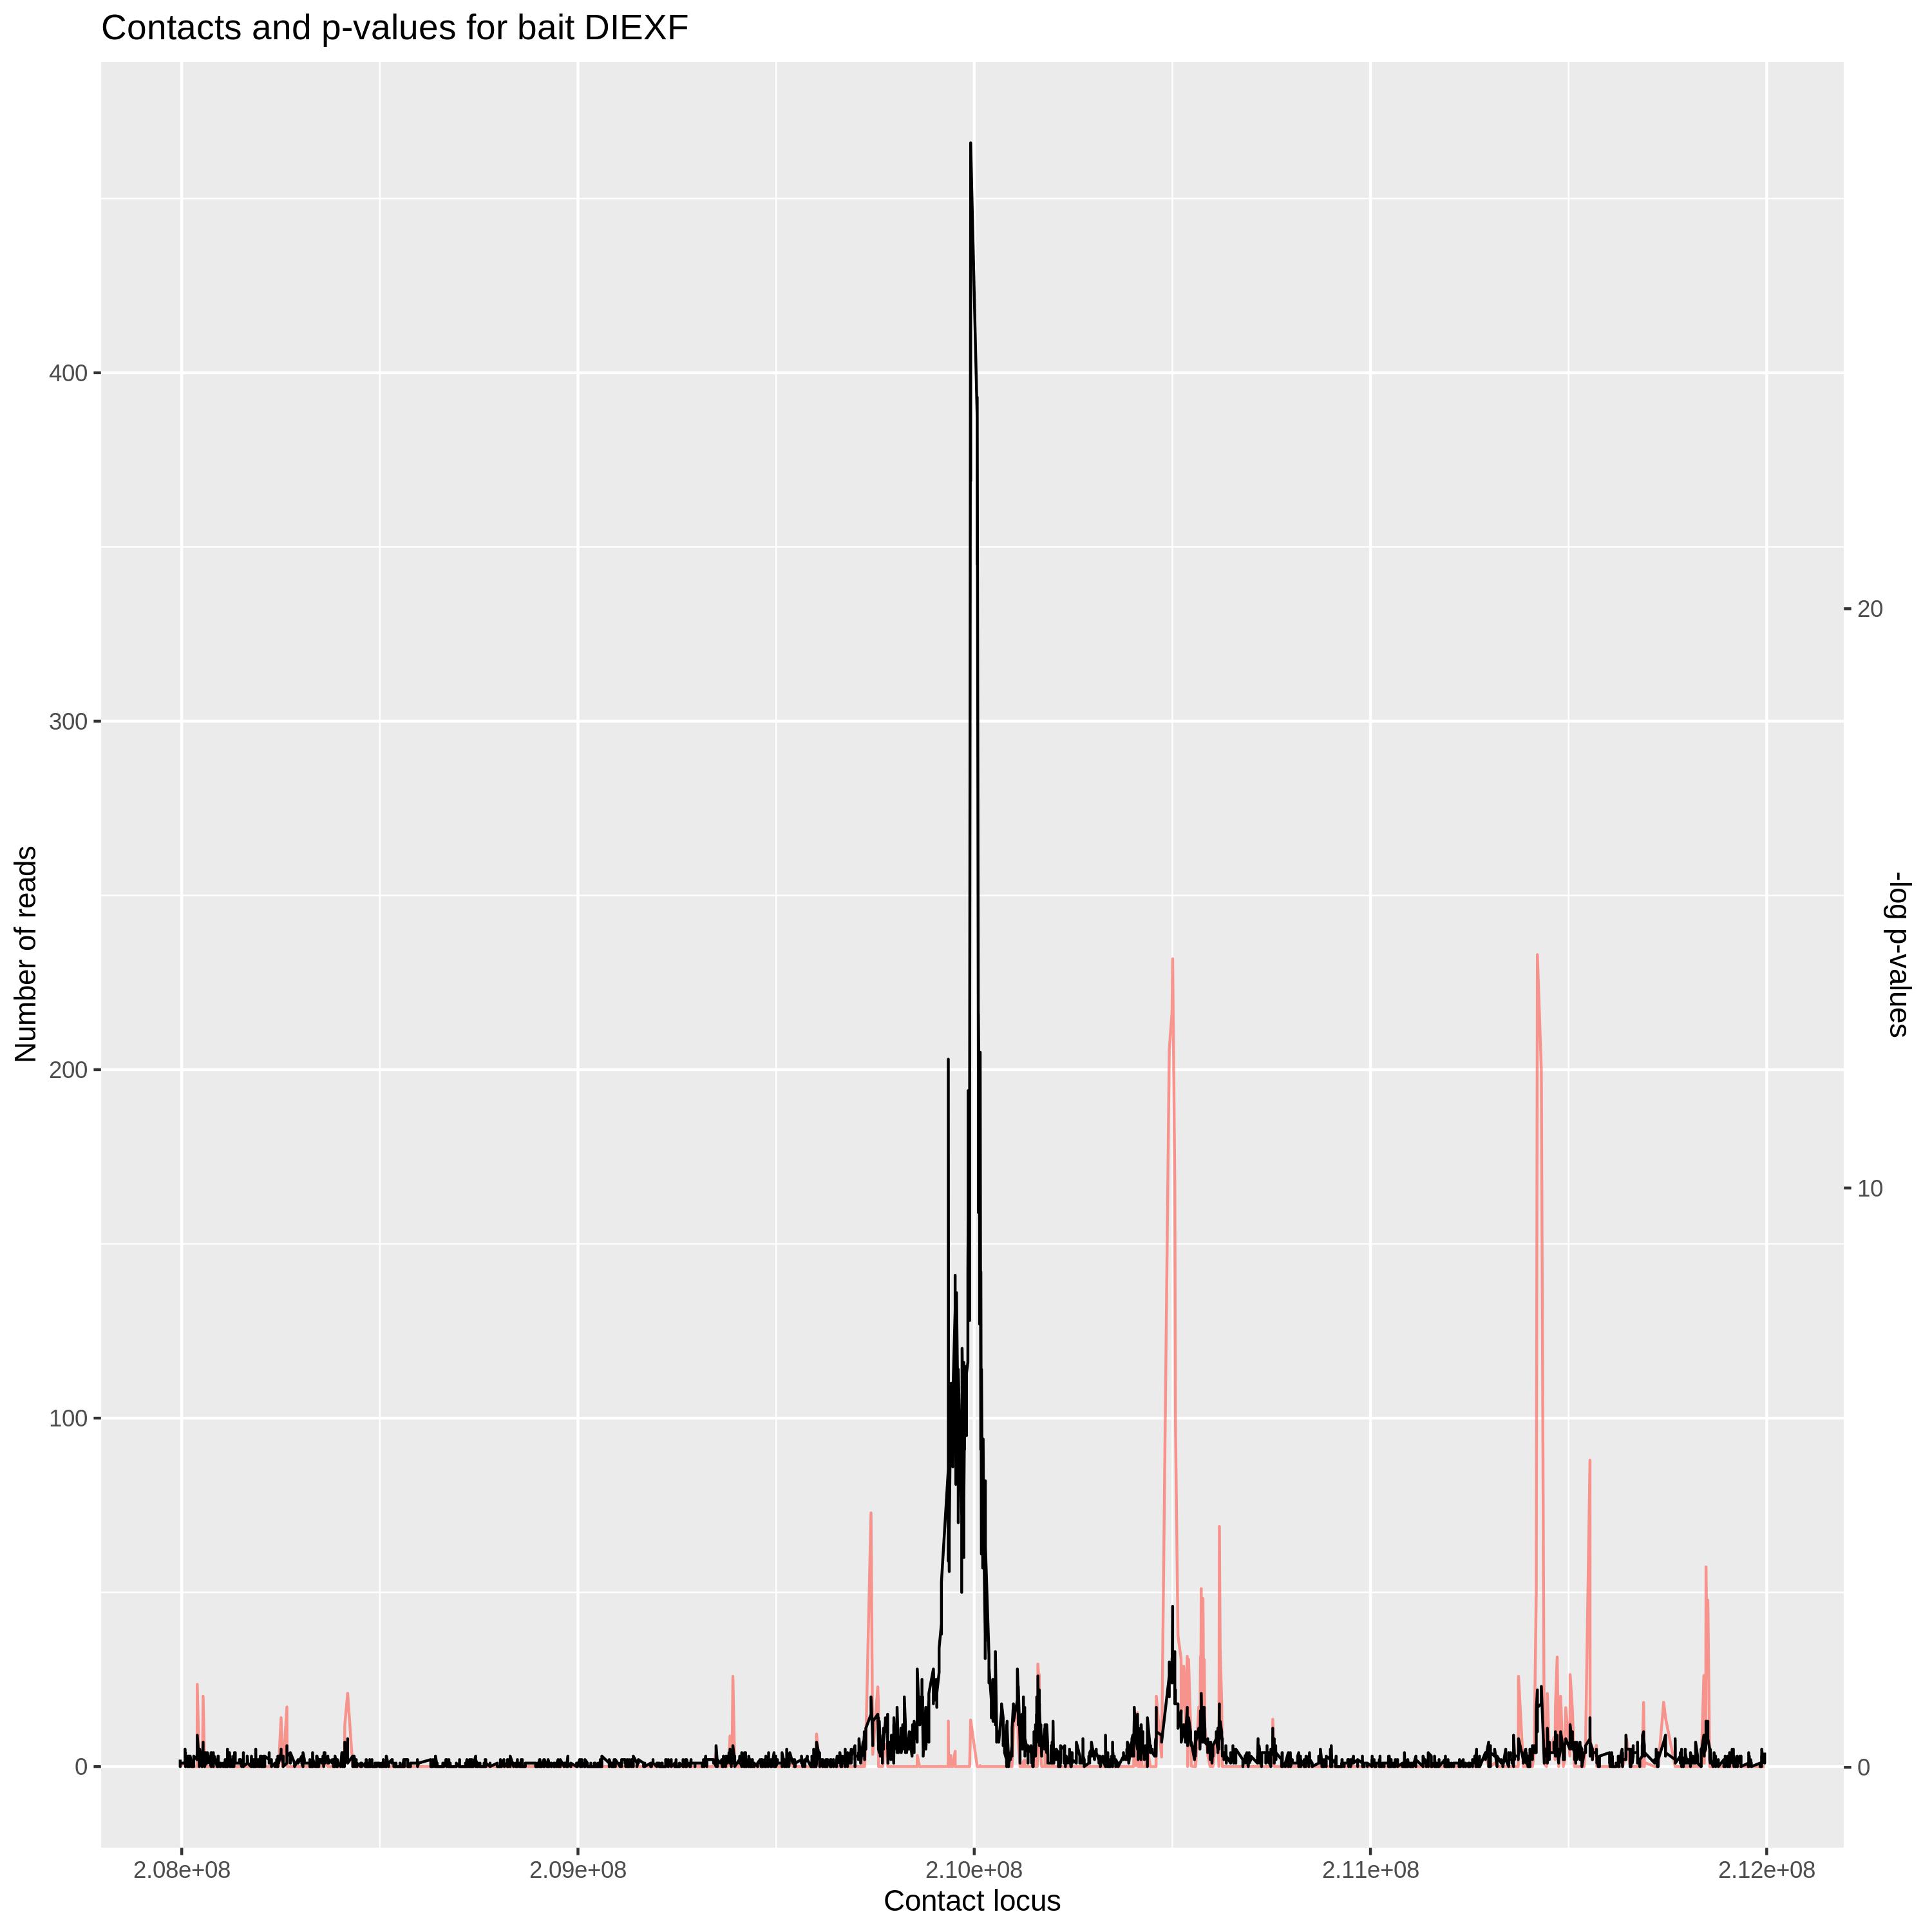 Contacts and p-values for bait DIEXF
Number of reads
400
300
200
100
0
20
10
0
-log p-values
2.08e+08 2.09e+08 2.10e+08 2.11e+08 2.12e+08
Contact locus